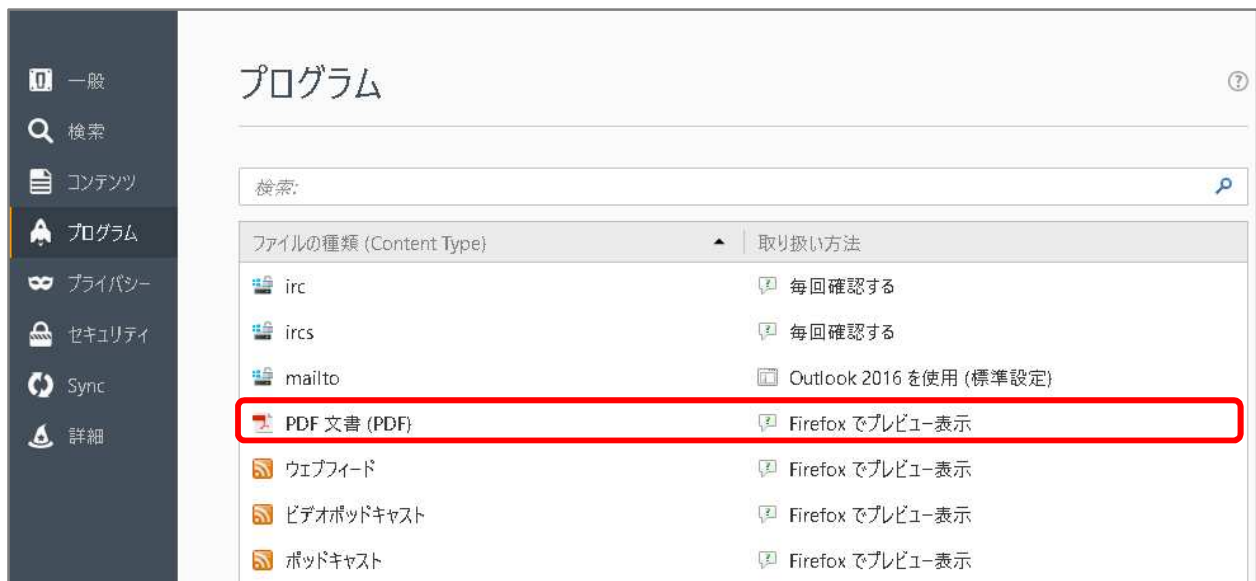 一般
検索
コンテンツ
プログラム
プライバシー
セキュリティ
Sync
詳細
プログラム
検索:
ファイルの種類 (Content Type) 取り扱い方法
irc 毎回確認する
ircs 毎回確認する
mailto Outlook 2016 を使用 (標準設定)
PDF 文書 (PDF) Firefox でプレビュー表示
ウェブフィード Firefox でプレビュー表示
ビデオポッドキャスト Firefox でプレビュー表示
ポッドキャスト Firefox でプレビュー表示